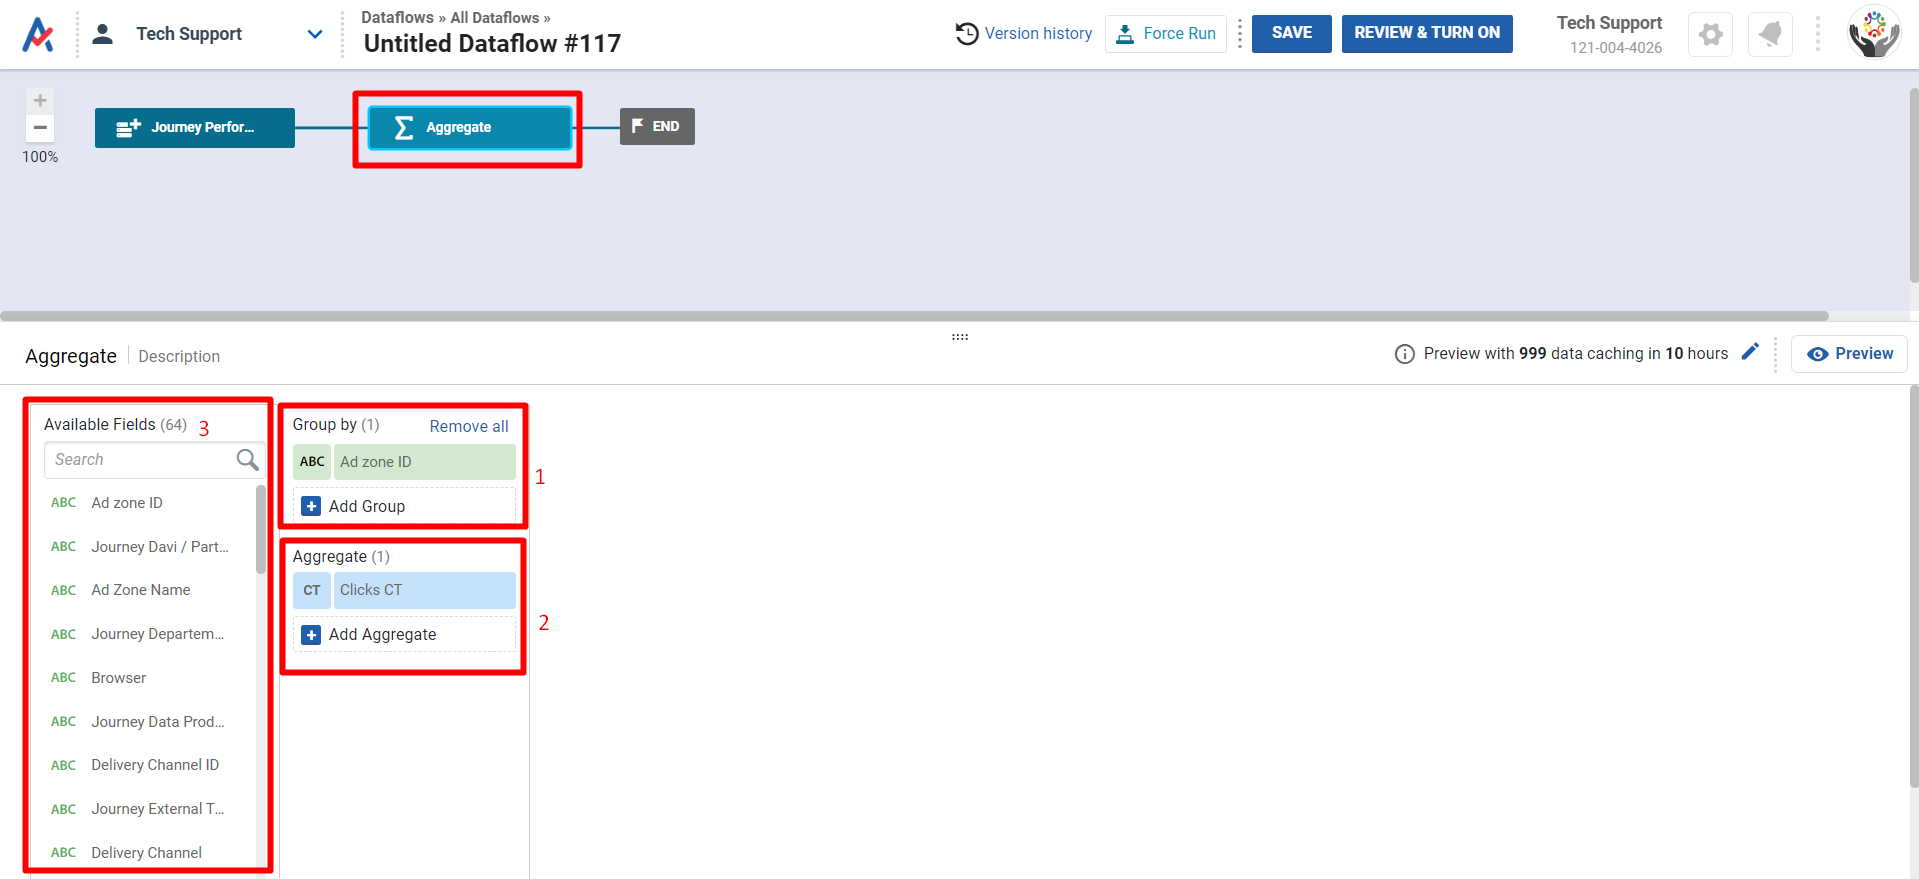 Tech Support
Dataflows » All Dataflows »
Untitled Dataflow #117
Version history
Force Run
SAVE
REVIEW & TURN ON
Tech Support
121-004-4026
100%
Journey Perfor...
Aggregate
END
Aggregate
Description
Preview with 999 data caching in 10 hours
Preview
Available Fields (64)
3
Search
ABC Ad zone ID
ABC Journey Davi / Part...
ABC Ad Zone Name
ABC Journey Departem...
ABC Browser
ABC Journey Data Prod...
ABC Delivery Channel ID
ABC Journey External T...
ABC Delivery Channel
Group by (1)
Remove all
ABC Ad zone ID
Add Group
1
Aggregate (1)
CT Clicks CT
Add Aggregate
2